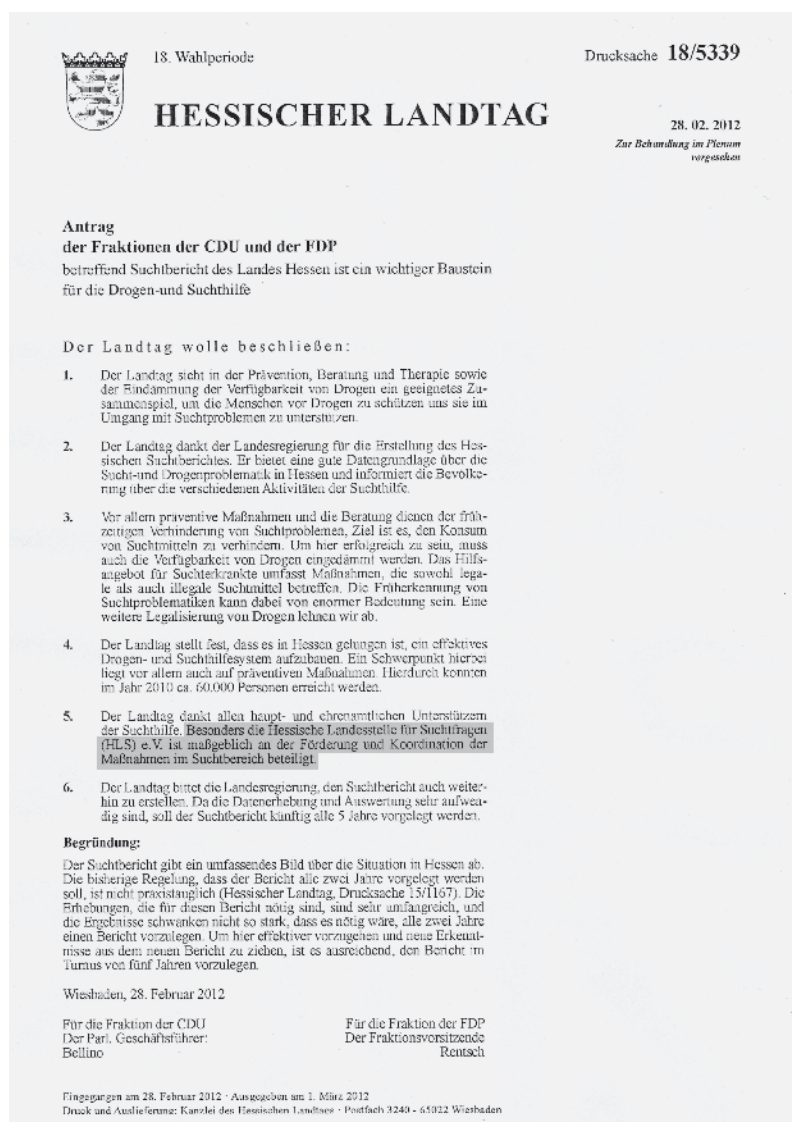 18. Wahlperiode
Drucksache 18/5339
HESSISCHER LANDTAG
28. 02. 2012
Zur Behandlung im Plenum
vorgesehen
Antrag
der Fraktionen der CDU und der FDP
betreffend Suchtbericht des Landes Hessen ist ein wichtiger Baustein
für die Drogen-und Suchthilfe
Der Landtag wolle beschließen:
1. Der Landtag sieht in der Prävention, Beratung und Therapie sowie
der Eindämmung der Verfügbarkeit von Drogen ein geeignetes Zu-
sammenspiel, um die Menschen vor Drogen zu schützen uns sie im
Umgang mit Suchtproblemen zu unterstützen.
2. Der Landtag dankt der Landesregierung für die Erstellung des Hes-
sischen Suchtberichtes. Er bietet eine gute Datengrundlage über die
Sucht-und Drogenproblematik in Hessen und informiert die Bevölke-
rung über die verschiedenen Aktivitäten der Suchthilfe.
3. Vor allem präventive Maßnahmen und die Beratung dienen der früh-
zeitigen Verhinderung von Suchtproblemen, Ziel ist es, den Konsum
von Suchtmitteln zu verhindern. Um hier erfolgreich zu sein, muss
auch die Verfügbarkeit von Drogen eingedämmt werden. Das Hilfs-
angebot für Suchterkrankte umfasst Maßnahmen, die sowohl lega-
le als auch illegale Suchtmittel betreffen. Die Früherkennung von
Suchtproblematiken kann dabei von enormer Bedeutung sein. Eine
weitere Legalisierung von Drogen lehnen wir ab.
4. Der Landtag stellt fest, dass es in Hessen gelungen ist, ein effektives
Drogen- und Suchthilfesystem aufzubauen. Ein Schwerpunkt hierbei
liegt vor allem auch auf präventiven Maßnahmen. Hierdurch konnten
im Jahr 2010 ca. 60.000 Personen erreicht werden.
5. Der Landtag dankt allen haupt- und ehrenamtlichen Unterstützern
der Suchthilfe. Besonders die Hessische Landesstelle für Suchtfragen
(HLS) e.V. ist maßgeblich an der Förderung und Koordination der
Maßnahmen im Suchtbereich beteiligt.
6. Der Landtag bittet die Landesregierung, den Suchtbericht auch weiter-
hin zu erstellen. Da die Datenerhebung und Auswertung sehr aufwen-
dig sind, soll der Suchtbericht künftig alle 5 Jahre vorgelegt werden.
Begründung:
Der Suchtbericht gibt ein umfassendes Bild über die Situation in Hessen ab.
Die bisherige Regelung, dass der Bericht alle zwei Jahre vorgelegt werden
soll, ist nicht praxistauglich (Hessischer Landtag, Drucksache 15/1167). Die
Erhebungen, die für diesen Bericht nötig sind, sind sehr umfangreich, und
die Ergebnisse schwanken nicht so stark, dass es nötig wäre, alle zwei Jahre
einen Bericht vorzulegen. Um hier effektiver vorzugehen und neue Erkennt-
nisse aus dem neuen Bericht zu ziehen, ist es ausreichend, den Bericht im
Turnus von fünf Jahren vorzulegen.
Wiesbaden, 28. Februar 2012
Für die Fraktion der CDU
Der Parl. Geschäftsführer:
Bellino
Für die Fraktion der FDP
Der Fraktionsvorsitzende
Rentsch
Eingegangen am 28. Februar 2012 · Ausgegeben am 1. März 2012
Druck und Auslieferung: Kanzlei des Hessischen Landtags · Postfach 3240 · 65022 Wiesbaden